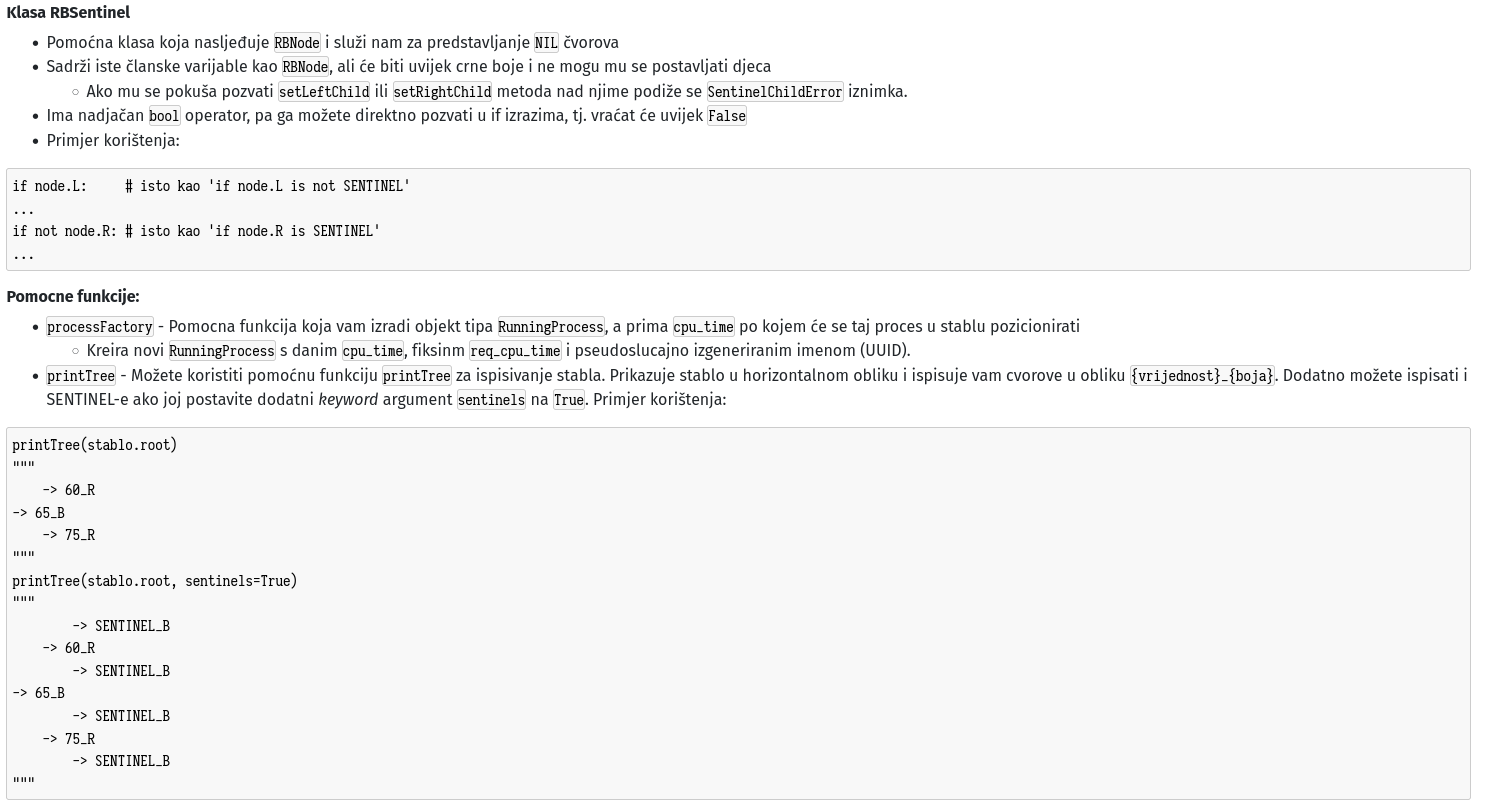 Klasa RBSentinel
• Pomoćna klasa koja nasljeđuje RBNode i služi nam za predstavljanje NIL čvorova
• Sadrži iste članske varijable kao RBNode, ali će biti uvijek crne boje i ne mogu mu se postavljati djeca
◦ Ako mu se pokuša pozvati setLeftChild ili setRightChild metoda nad njime podiže se SentinelChildError iznimka.
• Ima nadjačan bool operator, pa ga možete direktno pozvati u if izrazima, tj. vraćat će uvijek False
• Primjer korištenja:
if node.L:     # isto kao 'if node.L is not SENTINEL'
...
if not node.R: # isto kao 'if node.R is SENTINEL'
...
Pomocne funkcije:
• processFactory - Pomocna funkcija koja vam izradi objekt tipa RunningProcess, a prima cpu_time po kojem će se taj proces u stablu pozicionirati
◦ Kreira novi RunningProcess s danim cpu_time, fiksinm req_cpu_time i pseudoslucajno izgeneriranim imenom (UUID).
• printTree - Možete koristiti pomoćnu funkciju printTree za ispisivanje stabla. Prikazuje stablo u horizontalnom obliku i ispisuje vam cvorove u obliku {vrijednost}_{boja}. Dodatno možete ispisati i
SENTINEL-e ako joj postavite dodatni keyword argument sentinels na True. Primjer korištenja:
printTree(stablo.root)
"""
    -> 60_R
-> 65_B
    -> 75_R
"""
printTree(stablo.root, sentinels=True)
"""
        -> SENTINEL_B
    -> 60_R
        -> SENTINEL_B
-> 65_B
        -> SENTINEL_B
    -> 75_R
        -> SENTINEL_B
"""